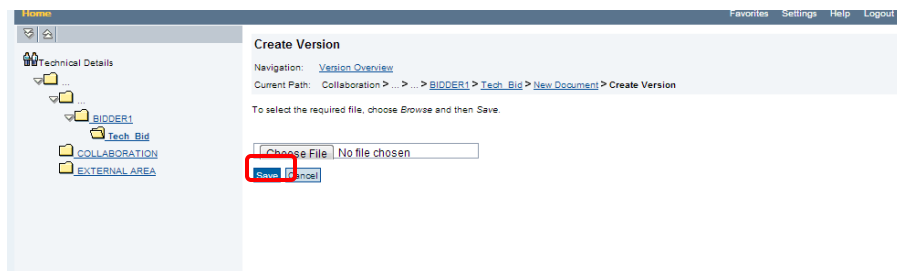 Home
Favorites Settings Help Logout
Technical Details
...
...
BIDDER1
Tech_Bid
COLLABORATION
EXTERNAL AREA
Create Version
Navigation: Version Overview
Current Path: Collaboration > ... > ... > BIDDER1 > Tech_Bid > New Document > Create Version
To select the required file, choose Browse and then Save.
Choose File No file chosen
Save Cancel